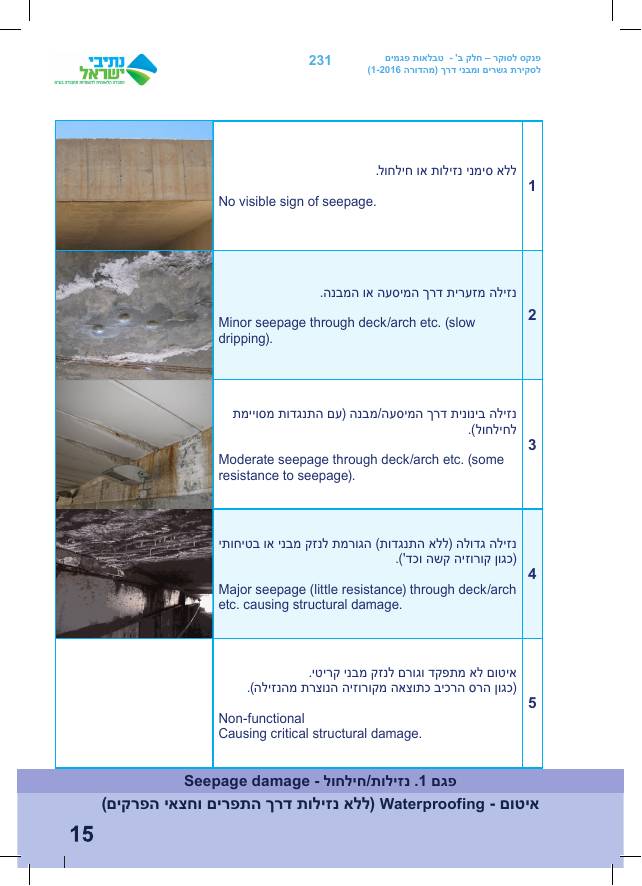 פנקס לסוקר – חלק ב' - טבלאות פגמים
לסקירת גשרים ומבני דרך (מהדורה 1-2016)
231
נתיבי
ישראל
ללא סימני נזילות או חילחול.
No visible sign of seepage.
1
נזילה מזערית דרך המיסעה או המבנה.
Minor seepage through deck/arch etc. (slow
dripping).
2
נזילה בינונית דרך המיסעה/מבנה (עם התנגדות מסויימת
לחילחול).
Moderate seepage through deck/arch etc. (some
resistance to seepage).
3
נזילה גדולה (ללא התנגדות) הגורמת לנזק מבני או בטיחותי
(כגון קורוזיה קשה וכד').
Major seepage (little resistance) through deck/arch
etc. causing structural damage.
4
איטום לא מתפקד וגורם לנזק מבני קריטי.
(כגון הרס הרכיב כתוצאה מקורוזיה הנוצרת מהנזילה).
Non-functional
Causing critical structural damage.
5
פגם 1. נזילות/חילחול - Seepage damage
איטום - Waterproofing (ללא נזילות דרך התפרים וחצאי הפרקים)
15